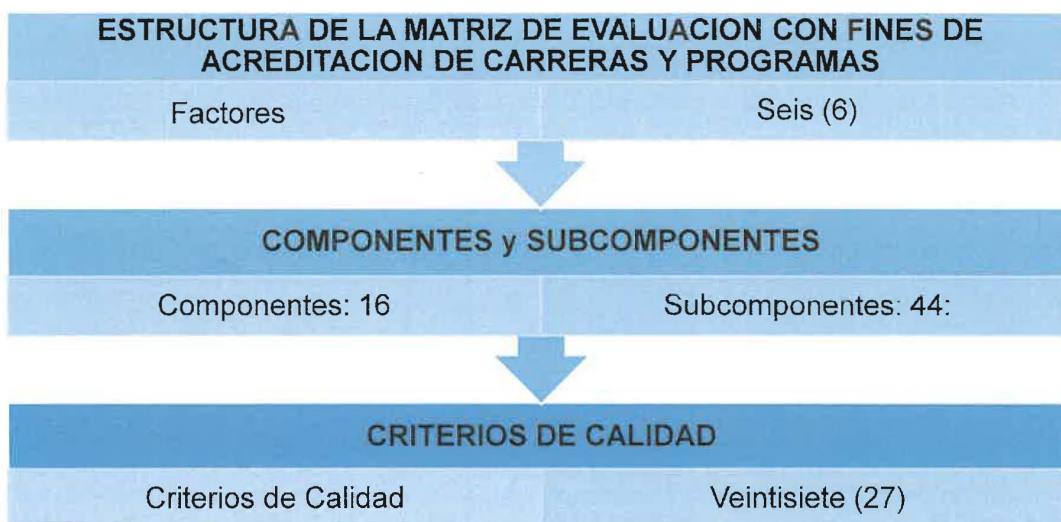 ESTRUCTURA DE LA MATRIZ DE EVALUACION CON FINES DE
ACREDITACION DE CARRERAS Y PROGRAMAS
Factores
Seis (6)
COMPONENTES y SUBCOMPONENTES
Componentes: 16
Subcomponentes: 44:
CRITERIOS DE CALIDAD
Criterios de Calidad
Veintisiete (27)